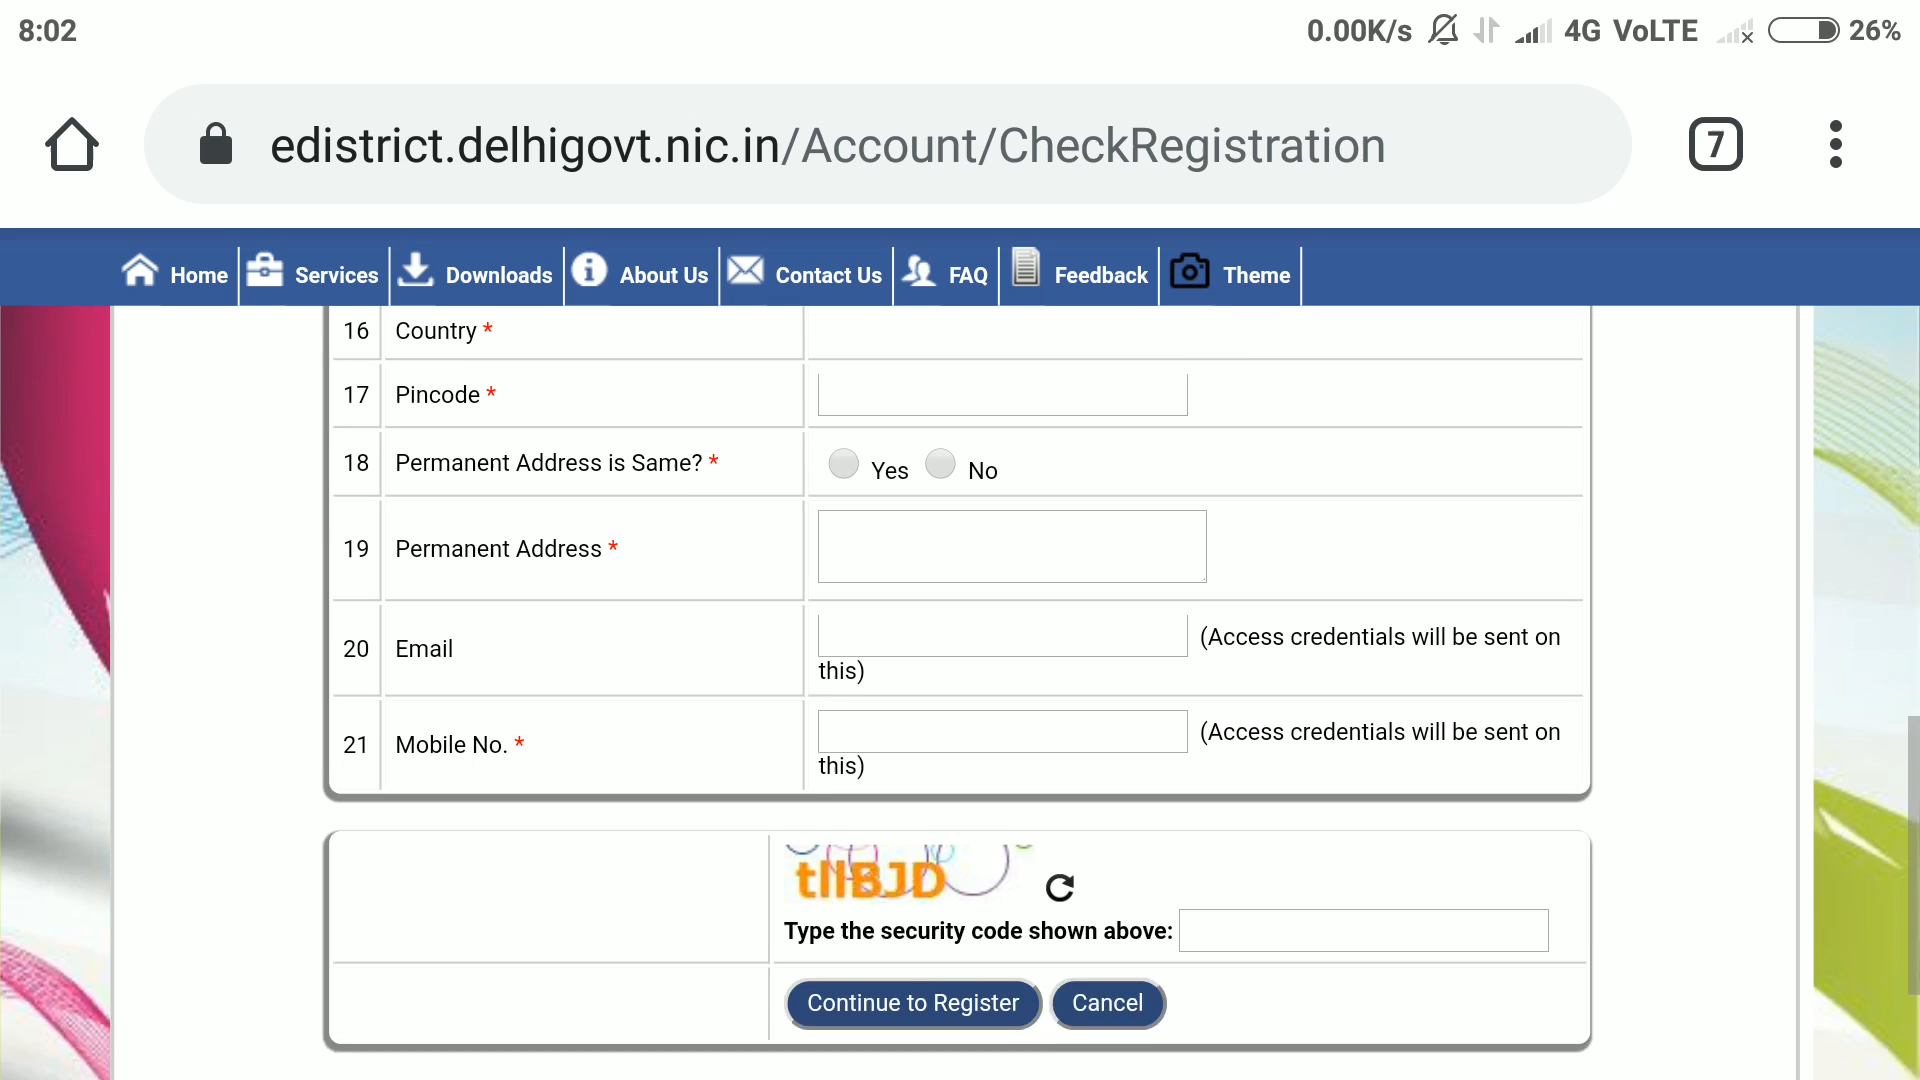 8:02 0.00K/s 4G VoLTE 26%
edistrict.delhigovt.nic.in/Account/CheckRegistration 7
Home Services Downloads About Us Contact Us FAQ Feedback Theme
16 Country *
17 Pincode *
18 Permanent Address is Same? * Yes No
19 Permanent Address *
20 Email (Access credentials will be sent on
this)
21 Mobile No. * (Access credentials will be sent on
this)
Type the security code shown above:
Continue to Register Cancel